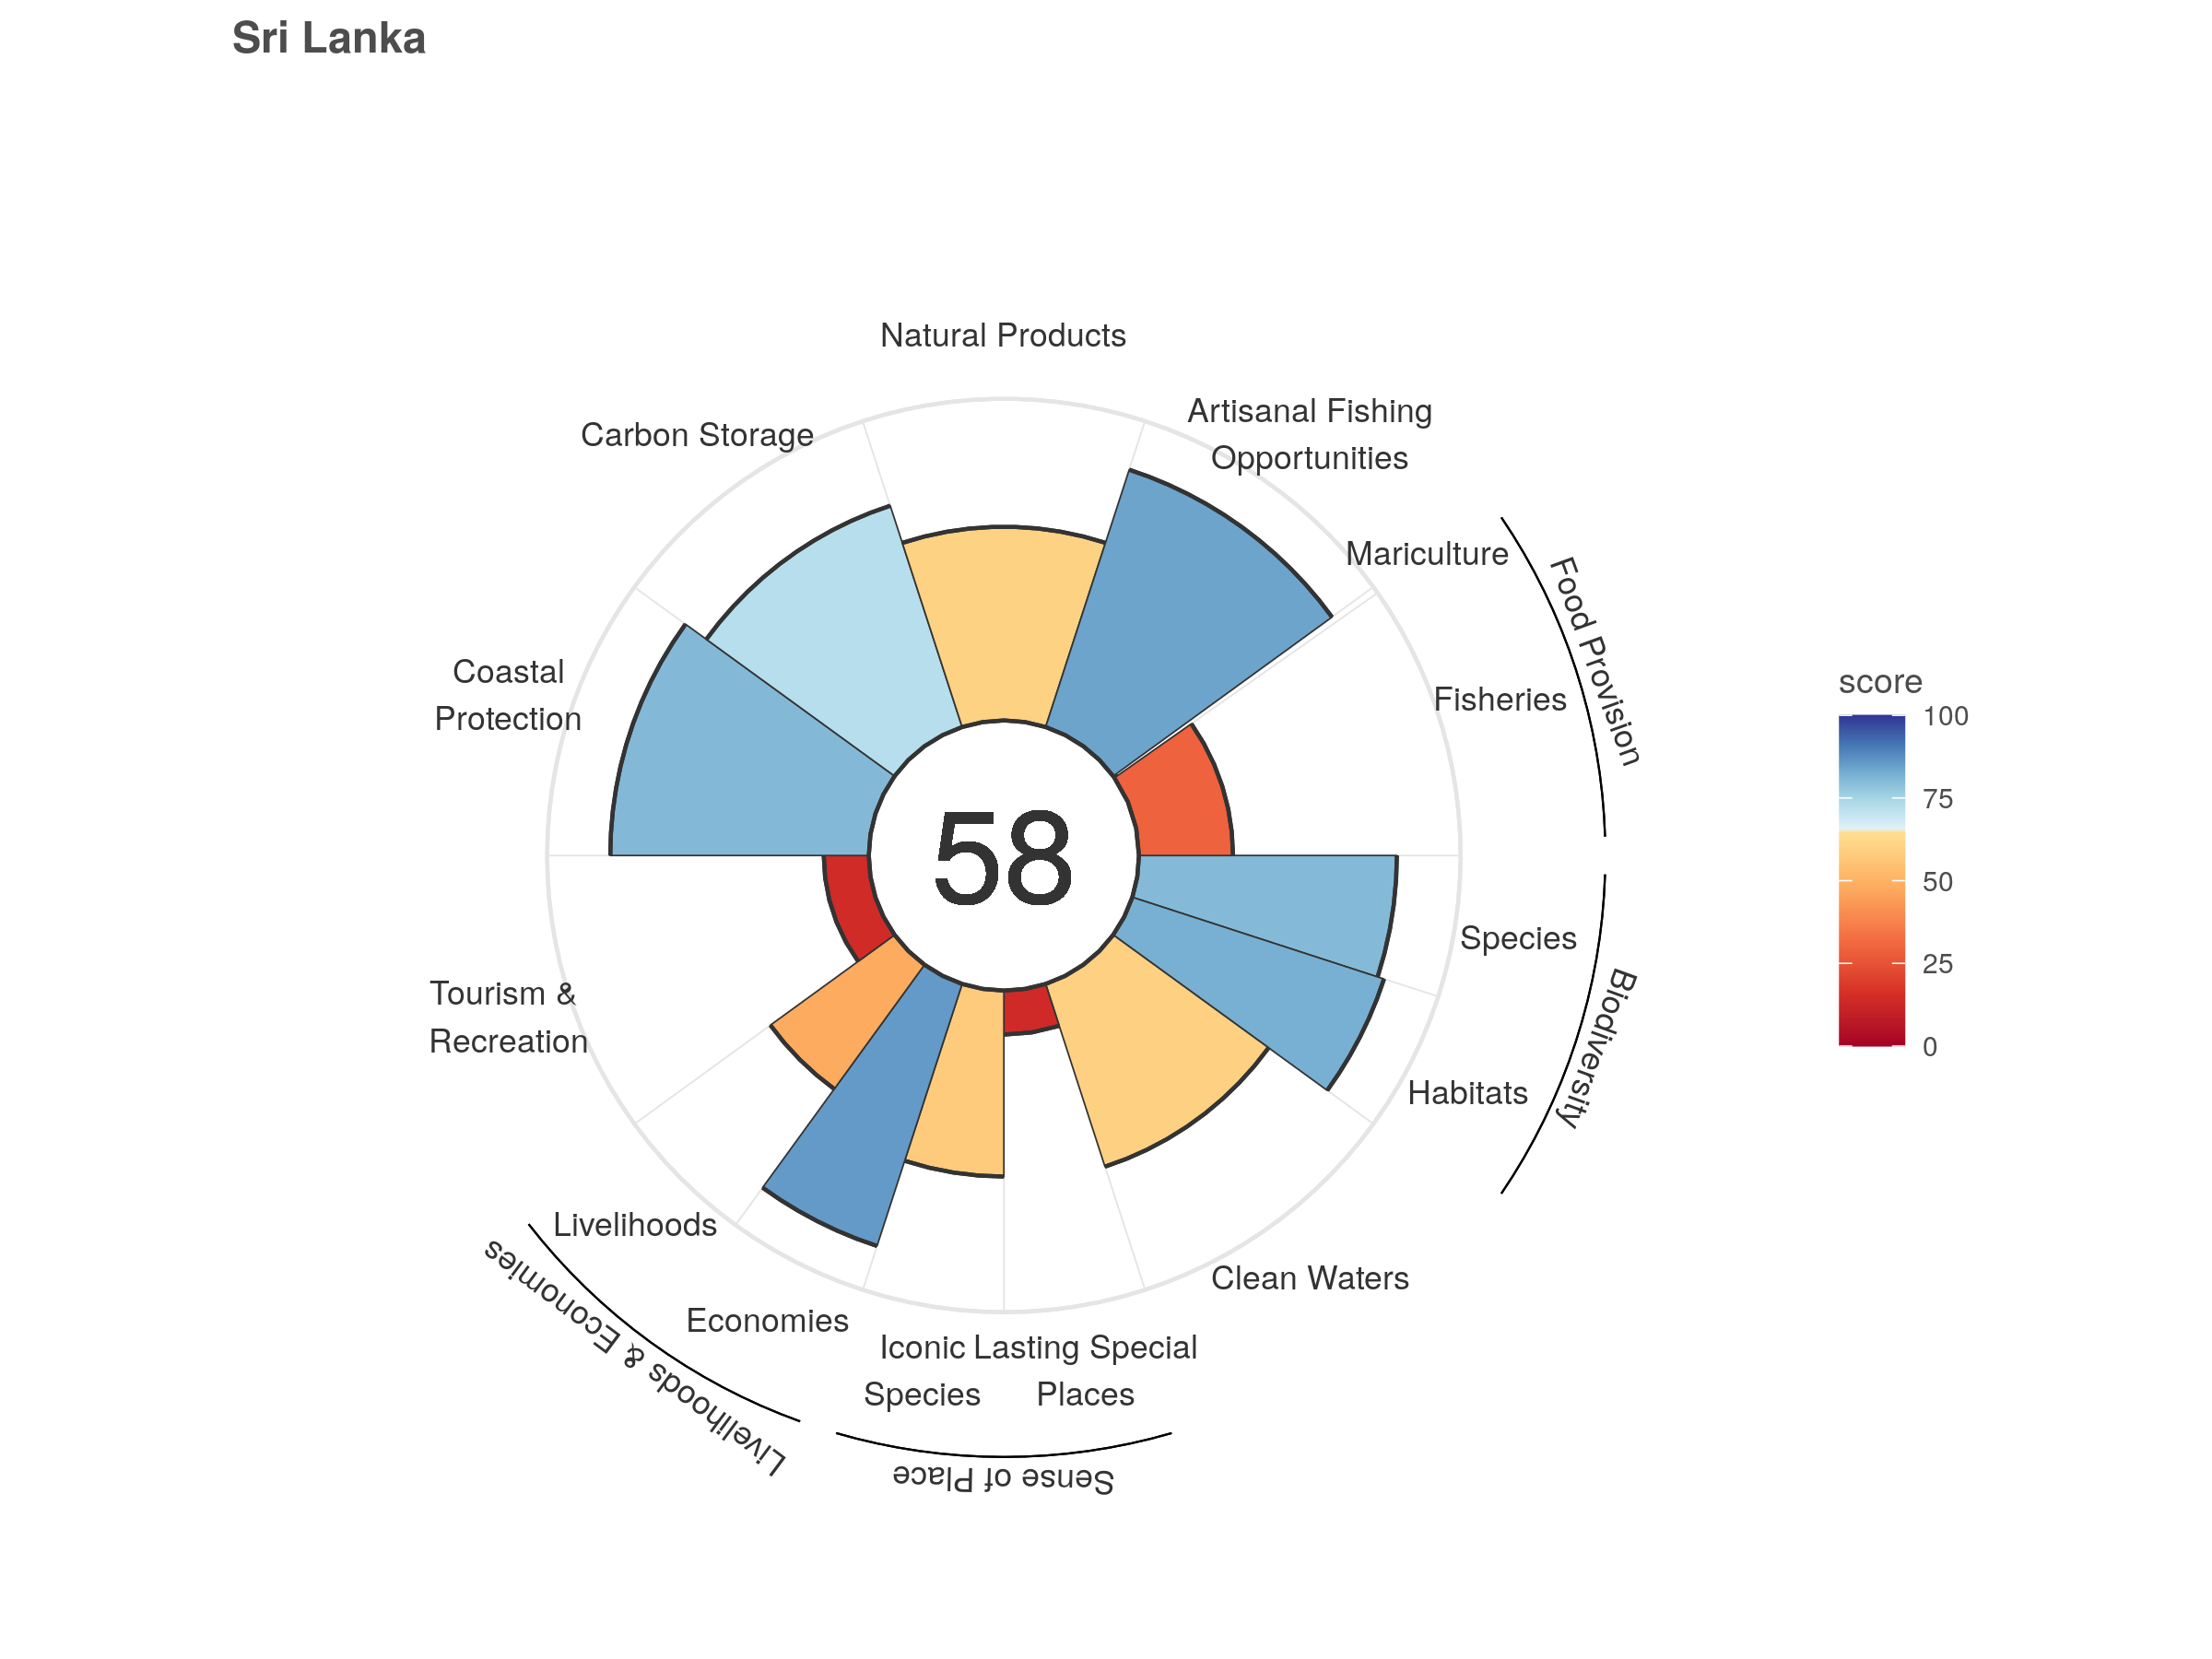 Sri Lanka
Natural Products
Artisanal Fishing
Opportunities
Carbon Storage
Mariculture
Food Provision
Fisheries
Coastal
Protection
score
100
75
50
25
0
58
Species
Biodiversity
Habitats
Tourism &
Recreation
Livelihoods
Livelihoods & Economies
Economies
Clean Waters
Iconic
Species
Lasting Special
Places
Sense of Place